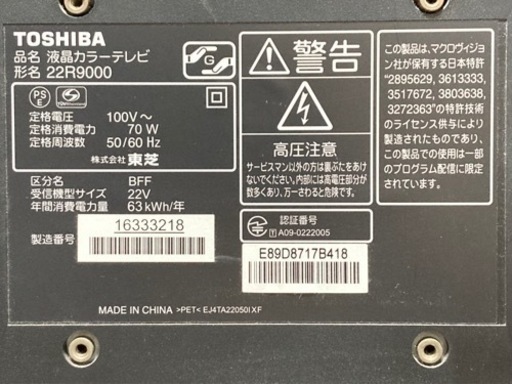 TOSHIBA
品名 液晶カラーテレビ
形名 22R9000
PS
E
定格電圧 100V～
定格消費電力 70 W
定格周波数 50/60 Hz
株式会社 東芝
区分名 BFF
受信機型サイズ 22V
年間消費電力量 63 kWh/年
製造番号
16333218
MADE IN CHINA >PET< EJ4TA22050IXF
G
警告
高圧注意
サービスマン以外の方は裏ぶたをあけ
ないでください。内部には高電圧部分が
数多くあり、万一さわると危険です。
認証番号
T A09-0222005
E89D8717B418
この製品は、マクロヴィジョ
ン社が保有する日本特許
"2895629, 3613333,
3517672, 3803638,
3272363"の特許技術
のライセンス供与により製
造されております。また、こ
の製品での使用は一部
のプログラム配信に限定さ
れています。